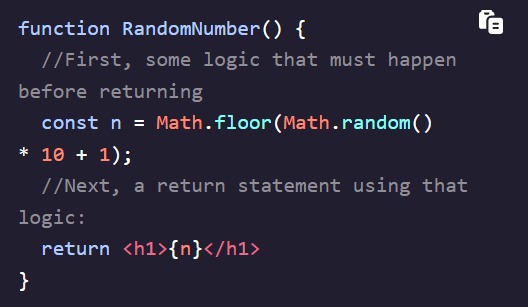 function RandomNumber() {
//First, some logic that must happen
before returning
const n = Math.floor(Math.random()
* 10 + 1);
//Next, a return statement using that
logic:
return <h1>{n}</h1>
}